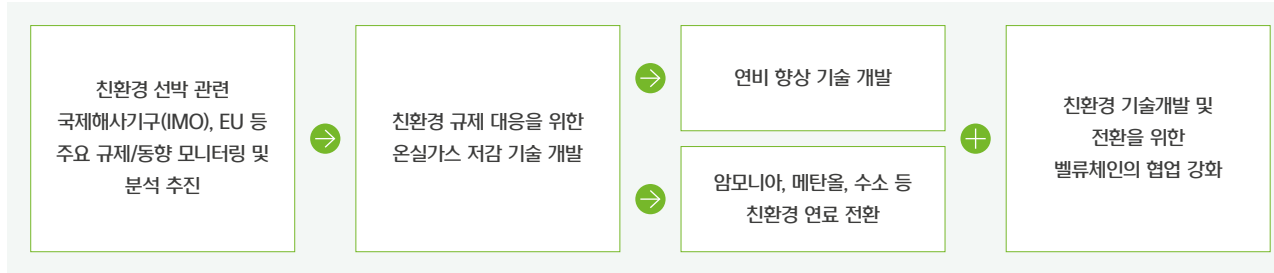 친환경 선박 관련
국제해사기구(IMO), EU 등
주요 규제/동향 모니터링 및
분석 추진
친환경 규제 대응을 위한
온실가스 저감 기술 개발
연비 향상 기술 개발
암모니아, 메탄올, 수소 등
친환경 연료 전환
친환경 기술개발 및
전환을 위한
벨류체인의 협업 강화